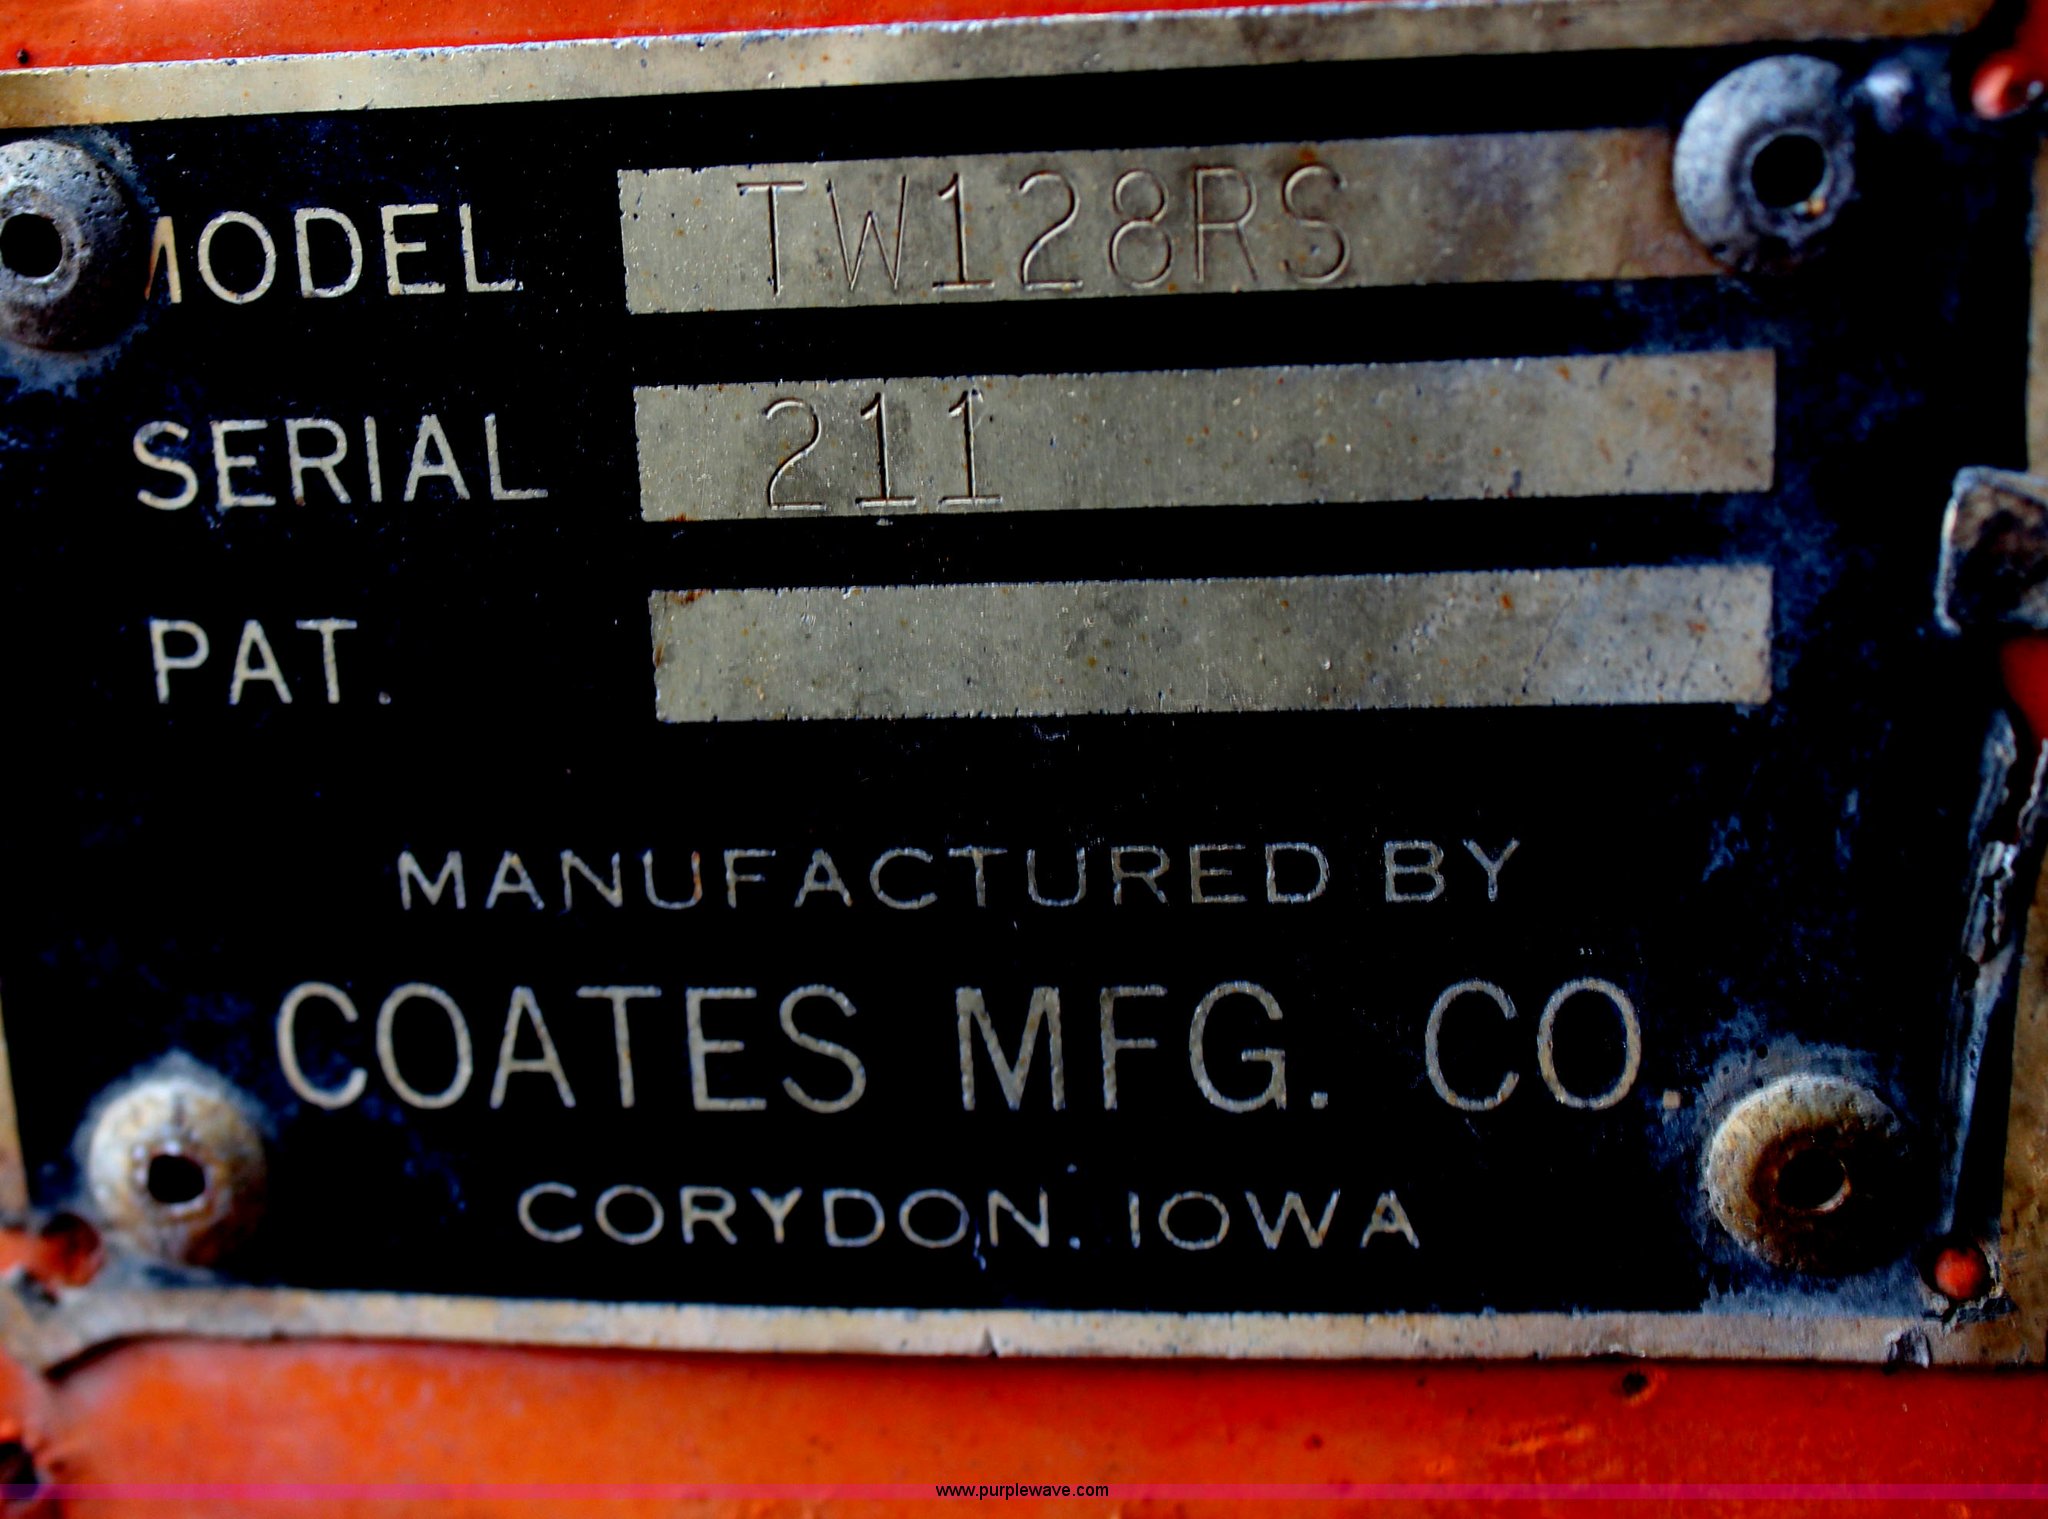 MODEL TW128RS
SERIAL 211
PAT.
MANUFACTURED BY
COATES MFG. CO.
CORYDON. IOWA
www.purplewave.com